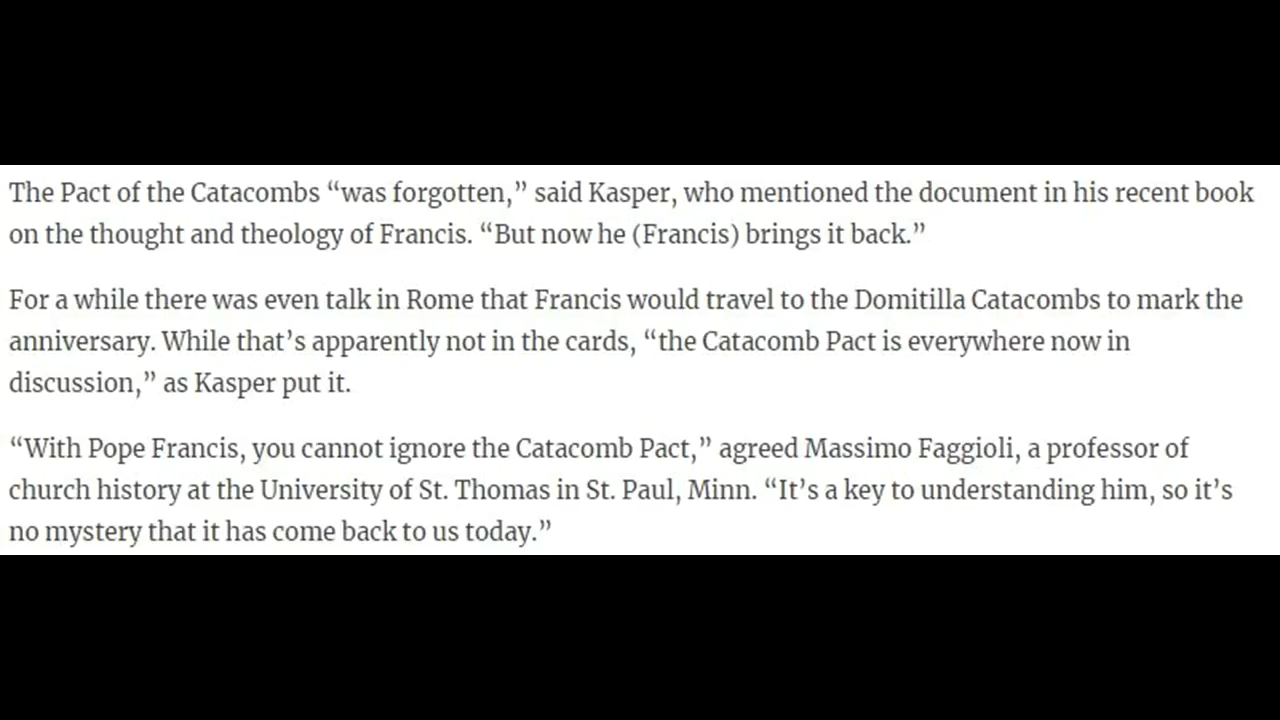 The Pact of the Catacombs “was forgotten,” said Kasper, who mentioned the document in his recent book
on the thought and theology of Francis. “But now he (Francis) brings it back.”
For a while there was even talk in Rome that Francis would travel to the Domitilla Catacombs to mark the
anniversary. While that’s apparently not in the cards, “the Catacomb Pact is everywhere now in
discussion,” as Kasper put it.
“With Pope Francis, you cannot ignore the Catacomb Pact,” agreed Massimo Faggioli, a professor of
church history at the University of St. Thomas in St. Paul, Minn. “It’s a key to understanding him, so it’s
no mystery that it has come back to us today.”